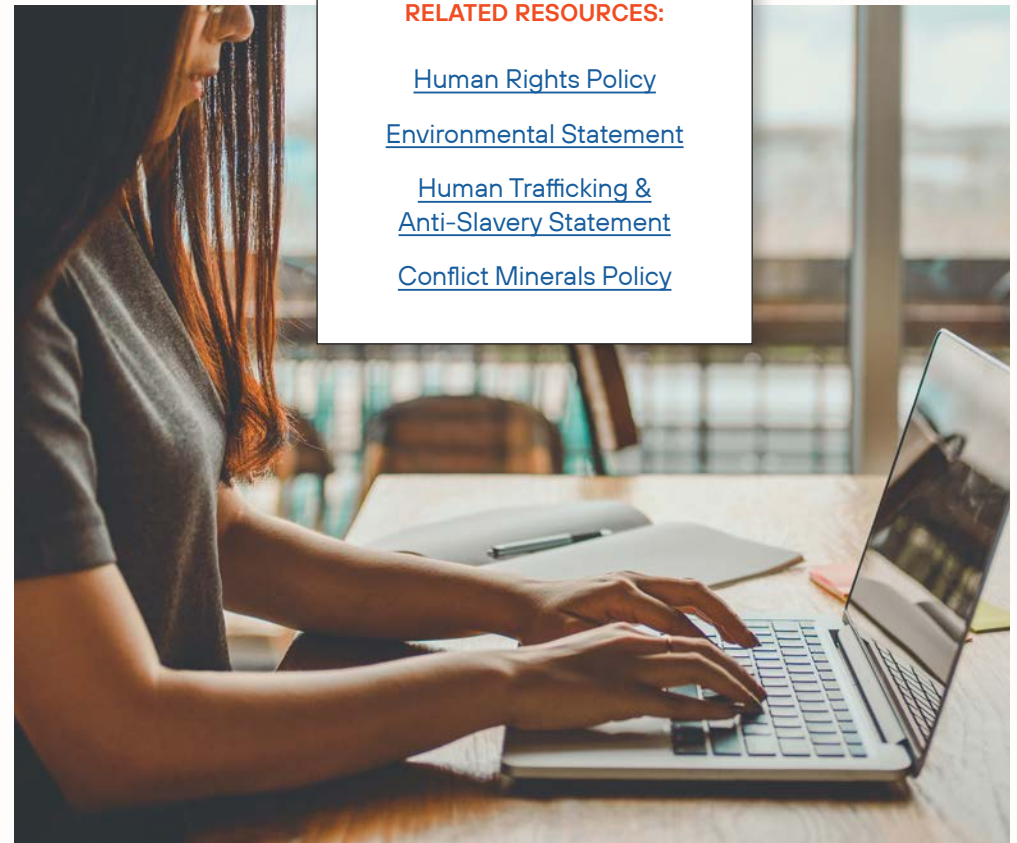 RELATED RESOURCES:
Human Rights Policy
Environmental Statement
Human Trafficking &
Anti-Slavery Statement
Conflict Minerals Policy